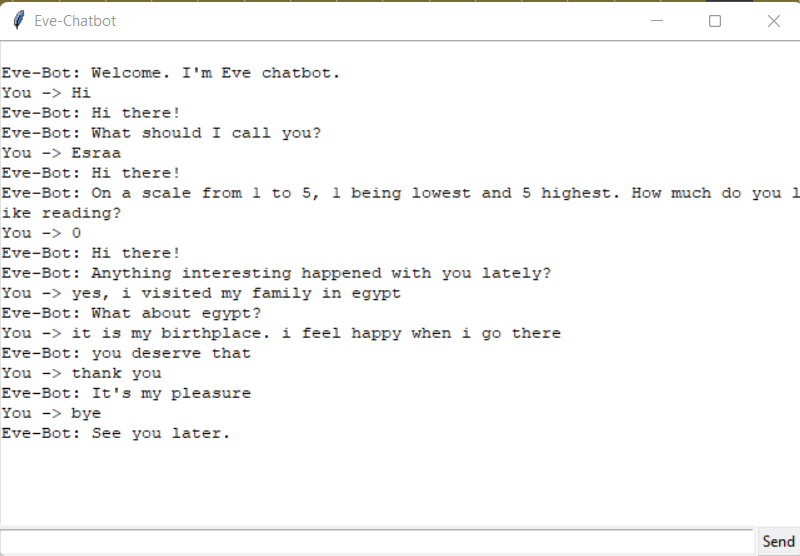 Eve-Chatbot
Eve-Bot: Welcome. I'm Eve chatbot.
You -> Hi
Eve-Bot: Hi there!
Eve-Bot: What should I call you?
You -> Esraa
Eve-Bot: Hi there!
Eve-Bot: On a scale from 1 to 5, 1 being lowest and 5 highest. How much do you l
ike reading?
You -> 0
Eve-Bot: Hi there!
Eve-Bot: Anything interesting happened with you lately?
You -> yes, i visited my family in egypt
Eve-Bot: What about egypt?
You -> it is my birthplace. i feel happy when i go there
Eve-Bot: you deserve that
You -> thank you
Eve-Bot: It's my pleasure
You -> bye
Eve-Bot: See you later.
Send